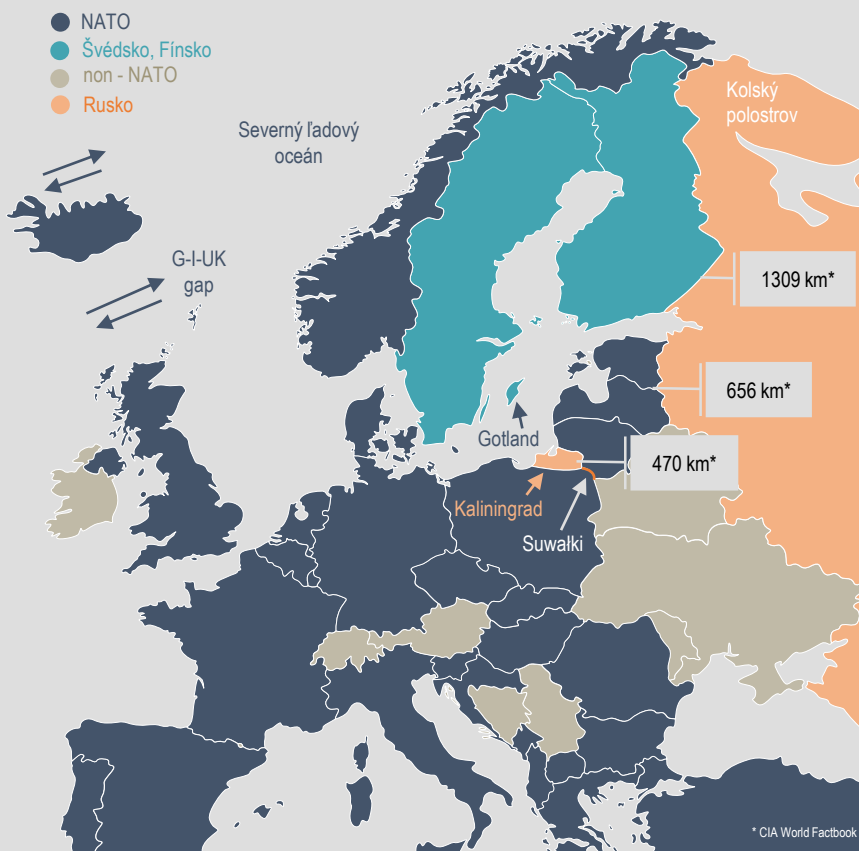 NATO
Švédsko, Fínsko
non - NATO
Rusko
Kolský
polostrov
Severný ľadový
oceán
G-I-UK
gap
1309 km*
656 km*
Gotland
470 km*
Kaliningrad
Suwałki
* CIA World Factbook